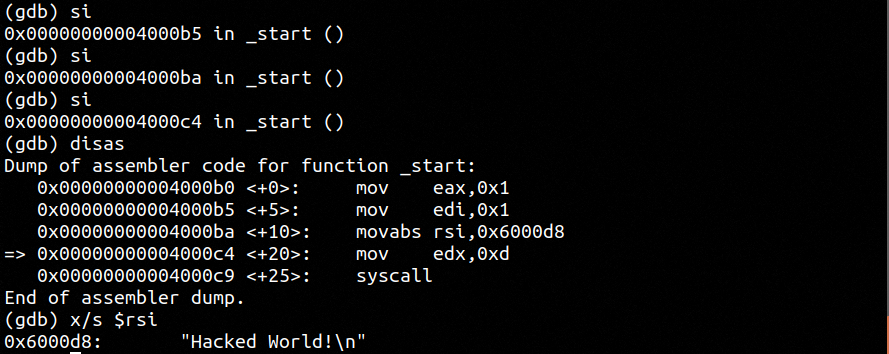 (gdb) si
0x00000000004000b5 in _start ()
(gdb) si
0x00000000004000ba in _start ()
(gdb) si
0x00000000004000c4 in _start ()
(gdb) disas
Dump of assembler code for function _start:
   0x00000000004000b0 <+0>:     mov    eax,0x1
   0x00000000004000b5 <+5>:     mov    edi,0x1
   0x00000000004000ba <+10>:    movabs rsi,0x6000d8
=> 0x00000000004000c4 <+20>:    mov    edx,0xd
   0x00000000004000c9 <+25>:    syscall
End of assembler dump.
(gdb) x/s $rsi
0x6000d8:       "Hacked World!\n"